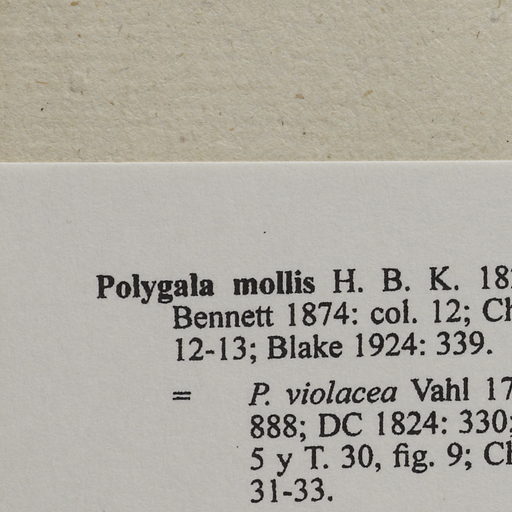 Polygala mollis H. B. K.
Bennett 1874: col. 12;
12-13; Blake 1924: 339.
= P. violacea Vahl
888; DC 1824: 330;
5 y T. 30, fig. 9;
31-33.